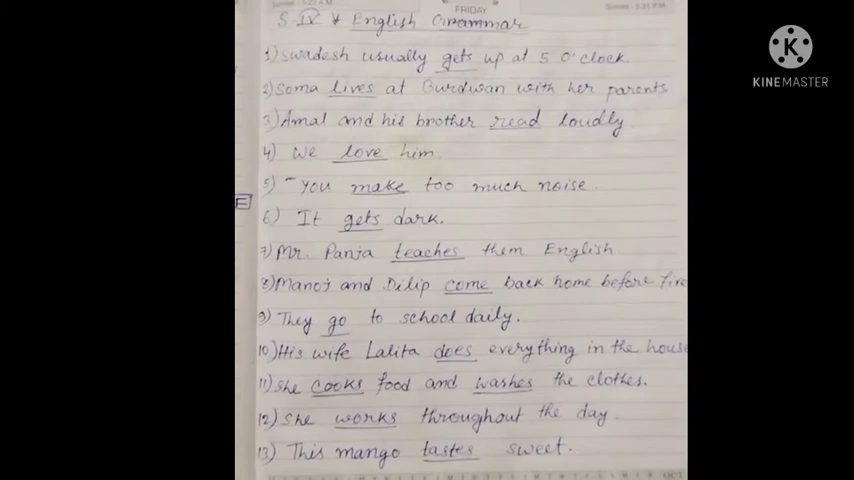 FRIDAY
S-IV English Grammar
1) Swadesh usually gets up at 5 O'clock.
2) Soma lives at Burdwan with her parents
3) Amal and his brother read loudly.
4) We love him.
5) You make too much noise.
6) It gets dark.
7) Mr. Panja teaches them English.
8) Manoj and Dilip come back home before five
9) They go to school daily.
10) His wife Lalita does everything in the house
11) She cooks food and washes the clothes.
12) She works throughout the day.
13) This mango tastes sweet.
E
K
KINEMASTER
OCT